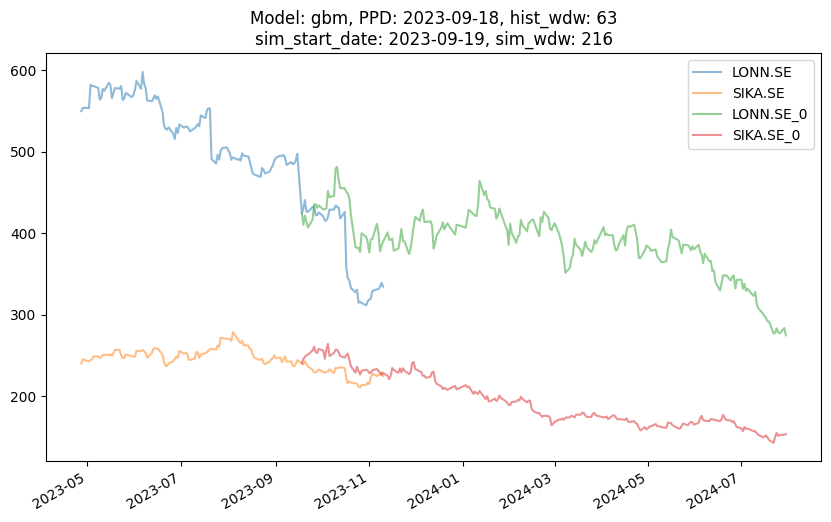 Model: gbm, PPD: 2023-09-18, hist_wdw: 63
sim_start_date: 2023-09-19, sim_wdw: 216
LONN.SE
SIKA.SE
LONN.SE_0
SIKA.SE_0
600
500
400
300
200
2023-05
2023-07
2023-09
2023-11
2024-01
2024-03
2024-05
2024-07